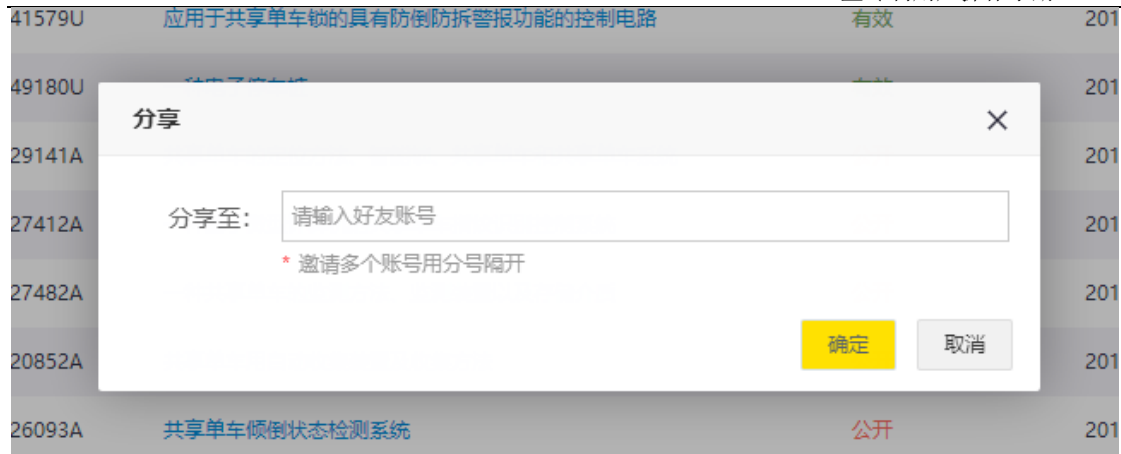 41579U 应用于共享单车锁的具有防倒防拆警报功能的控制电路 有效 201
49180U 201
分享
29141A 201
分享至: 请输入好友账号
27412A 201
* 邀请多个账号用分号隔开
27482A 201
确定 取消
20852A 201
26093A 共享单车倾倒状态检测系统 公开 201